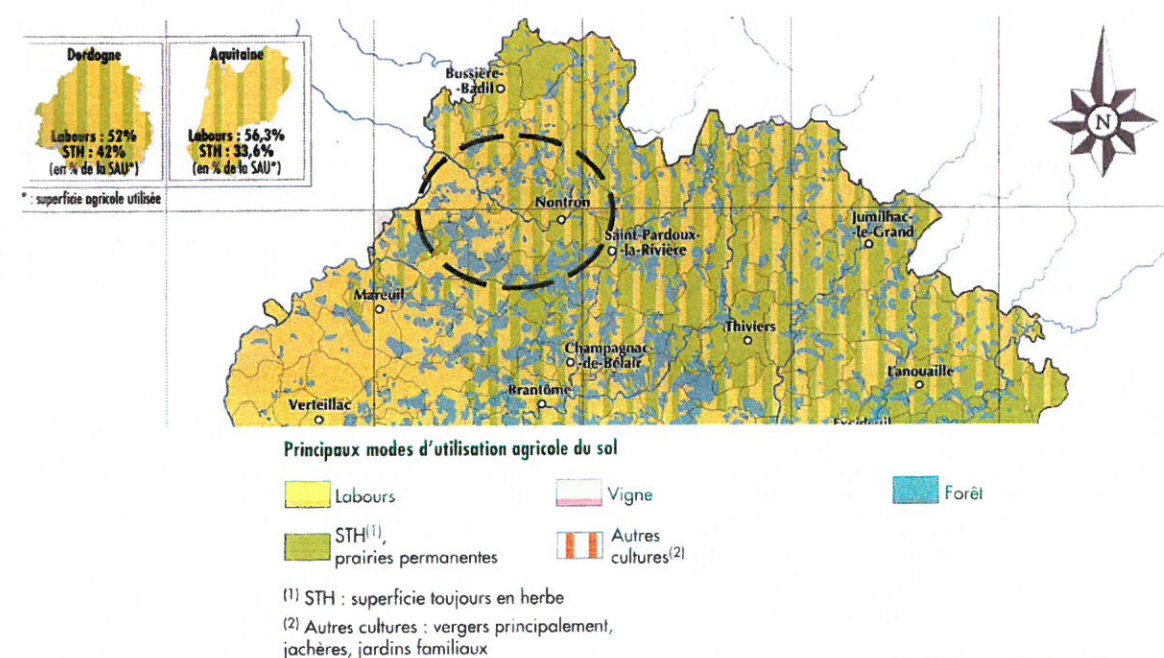 Dordogne
Labours : 52%
STH : 42%
(en % de la SAU*)
Aquitaine
Labours : 56,3%
STH : 33,6%
(en % de la SAU*)
* : superficie agricole utilisée
N
Bussière-
-Badil
Nontron
Saint-Pardoux-
-la-Rivière
Jumilhac-
-le-Grand
Mareuil
Thiviers
Champagnac-
-de-Bélair
Lanouaille
Brantôme
Verteillac
Excideuil
Principaux modes d'utilisation agricole du sol
Labours
Vigne
Forêt
STH(1),
prairies permanentes
Autres
cultures(2)
(1) STH : superficie toujours en herbe
(2) Autres cultures : vergers principalement,
jachères, jardins familiaux